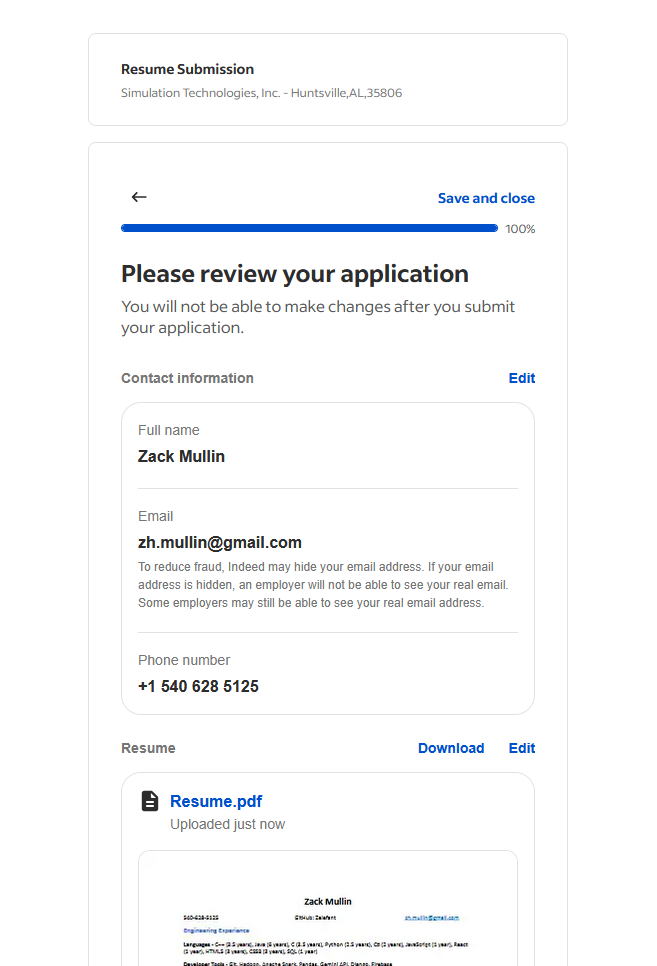 Resume Submission
Simulation Technologies, Inc. - Huntsville,AL,35806
Save and close
100%
Please review your application
You will not be able to make changes after you submit
your application.
Contact information
Edit
Full name
Zack Mullin
Email
zh.mullin@gmail.com
To reduce fraud, Indeed may hide your email address. If your email
address is hidden, an employer will not be able to see your real email.
Some employers may still be able to see your real email address.
Phone number
+1 540 628 5125
Resume
Download Edit
Resume.pdf
Uploaded just now
Zack Mullin
540-628-5125 GitHub: Zalefant zh.mullin@gmail.com
Engineering Experience
Languages - C++ (3.5 years), Java (6 years), C (3.5 years), Python (2.5 years), C# (2 years), JavaScript (1 year), React
(1 year), HTML5 (3 years), CSS3 (3 years), SQL (1 year)
Developer Tools - Git, Hadoop, Apache Spark, Pandas, Gemini API, Django, Firebase